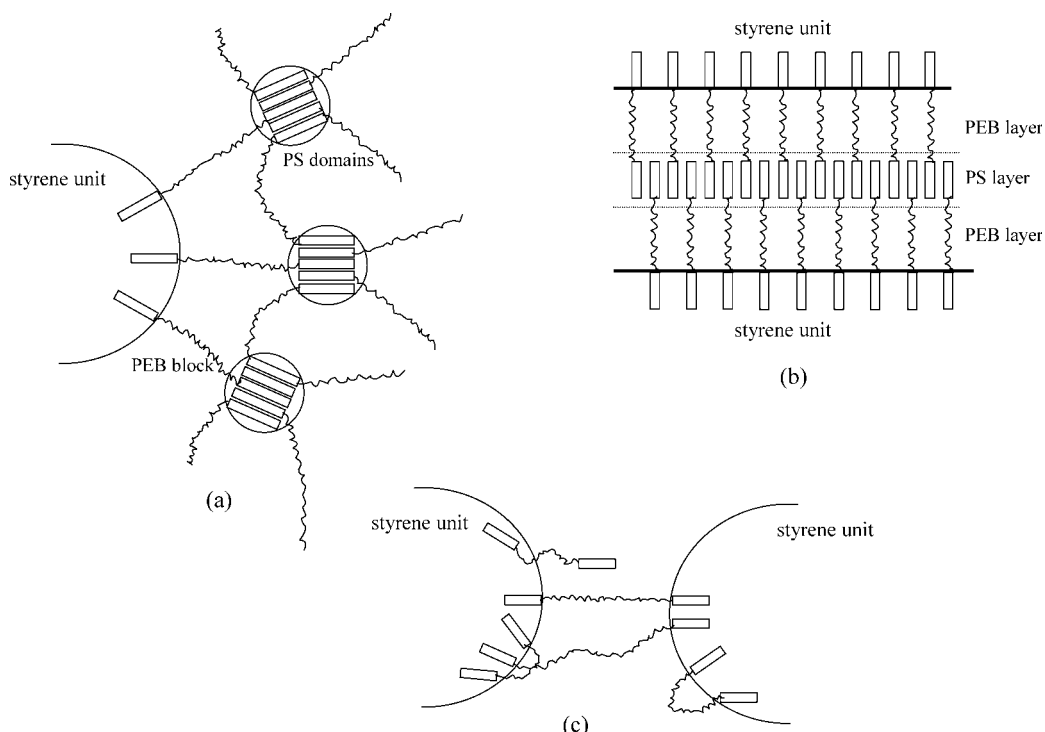 PS domains
styrene unit
PEB block
(a)
styrene unit
PEB layer
PS layer
PEB layer
styrene unit
(b)
styrene unit
styrene unit
(c)